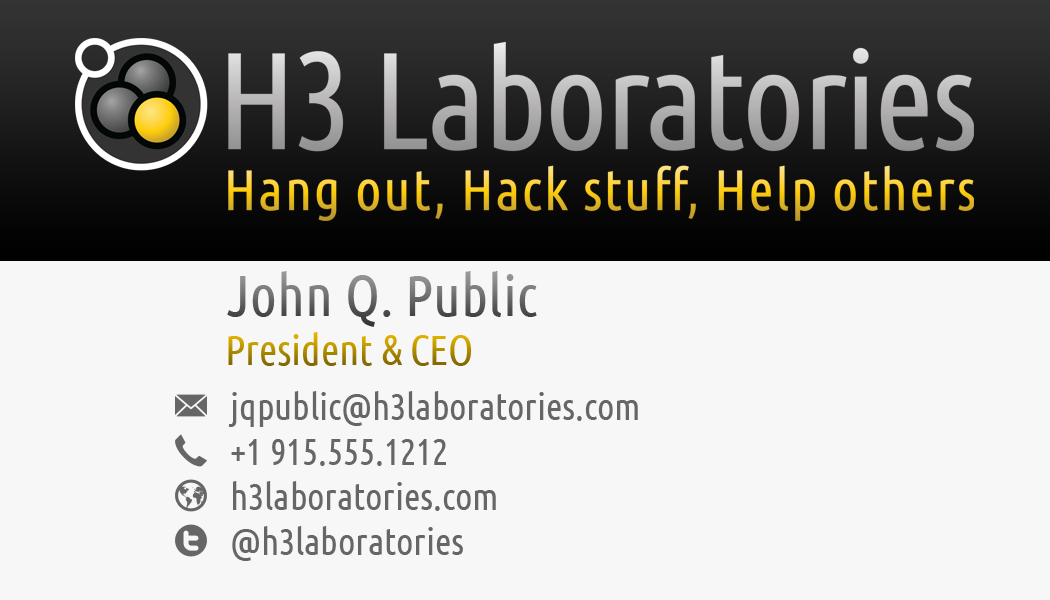 H3 Laboratories
Hang out, Hack stuff, Help others
John Q. Public
President & CEO
jqpublic@h3laboratories.com
+1 915.555.1212
h3laboratories.com
@h3laboratories